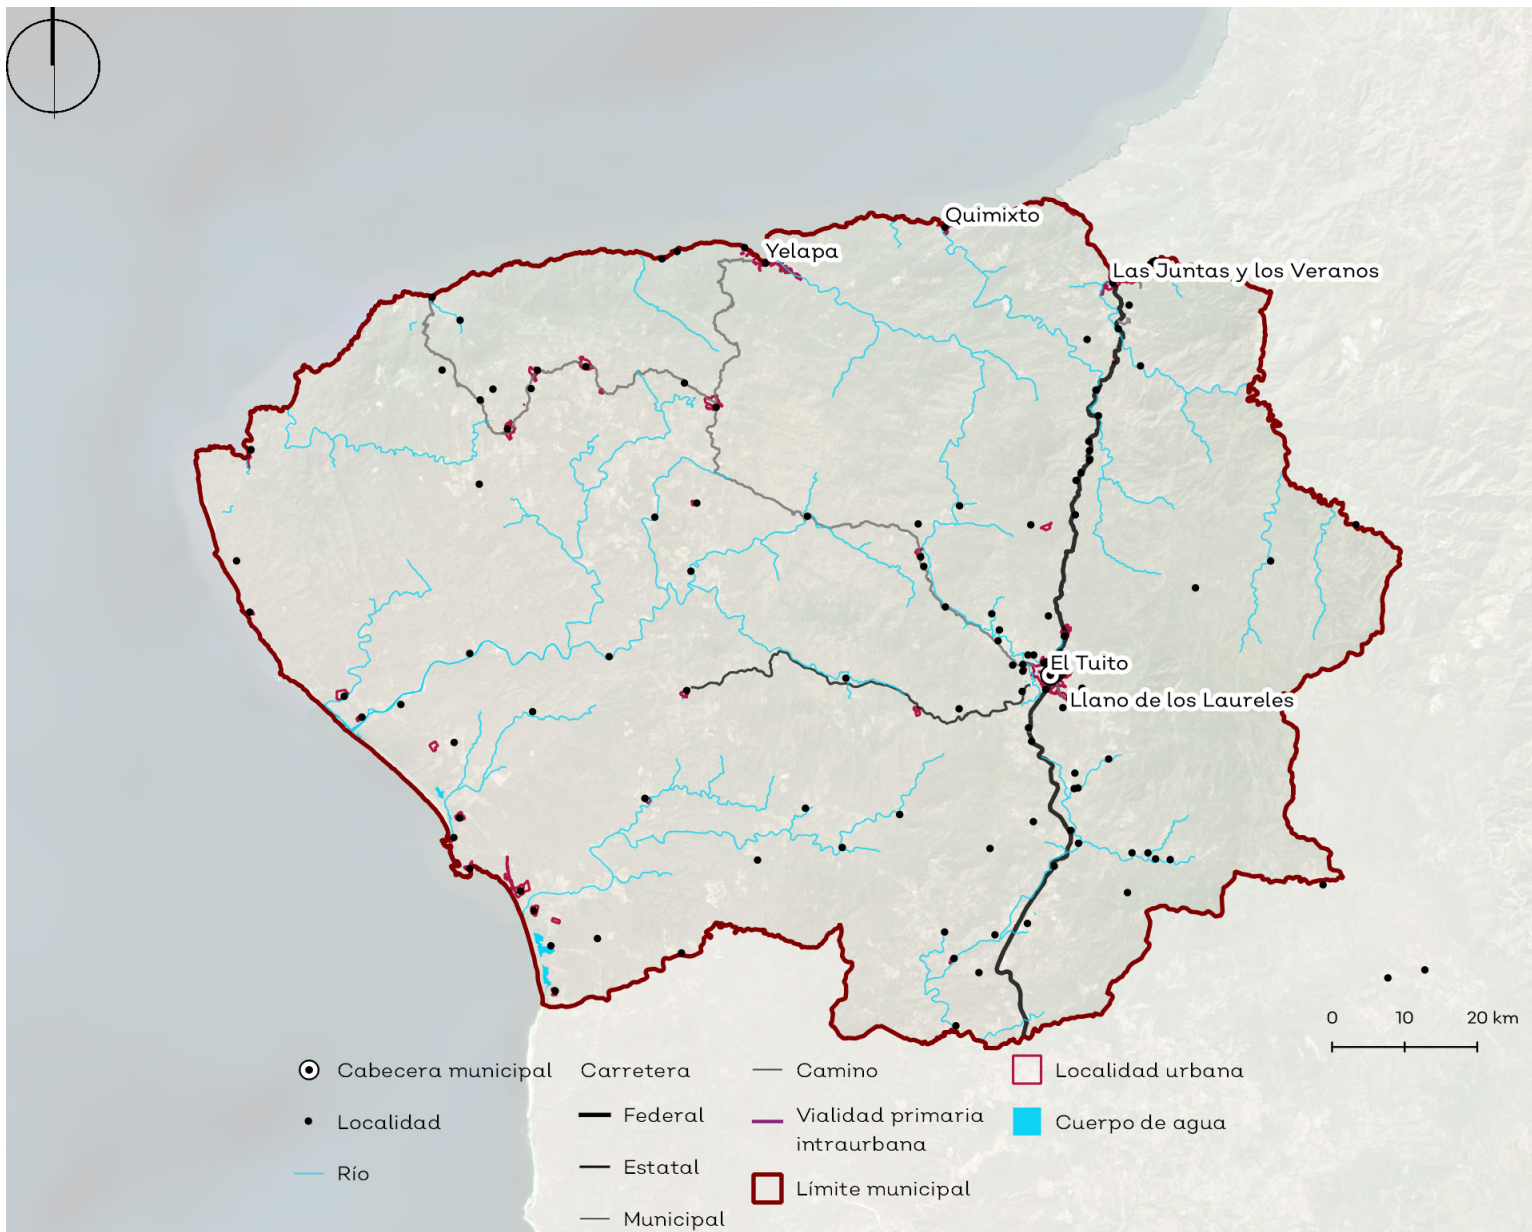 Quimixto
Yelapa
Las Juntas y los Veranos
El Tuito
Llano de los Laureles
0 10 20 km
Cabecera municipal
Localidad
Río
Carretera
Federal
Estatal
Municipal
Camino
Vialidad primaria
intraurbana
Límite municipal
Localidad urbana
Cuerpo de agua